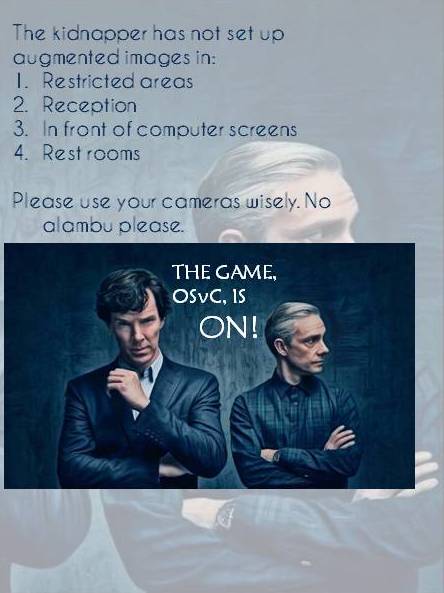 The kidnapper has not set up
augmented images in:
1. Restricted areas
2. Reception
3. In front of computer screens
4. Rest rooms
Please use your cameras wisely. No
alambu please.
THE GAME,
OSvC, IS
ON!